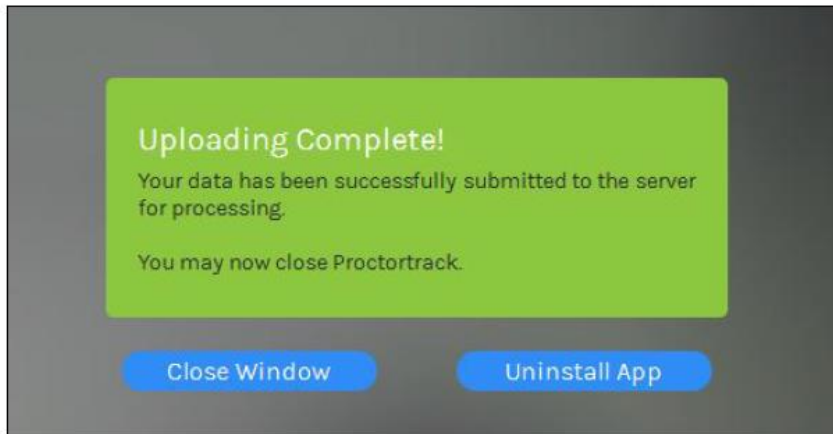 Uploading Complete!
Your data has been successfully submitted to the server
for processing.
You may now close Proctortrack.
Close Window
Uninstall App